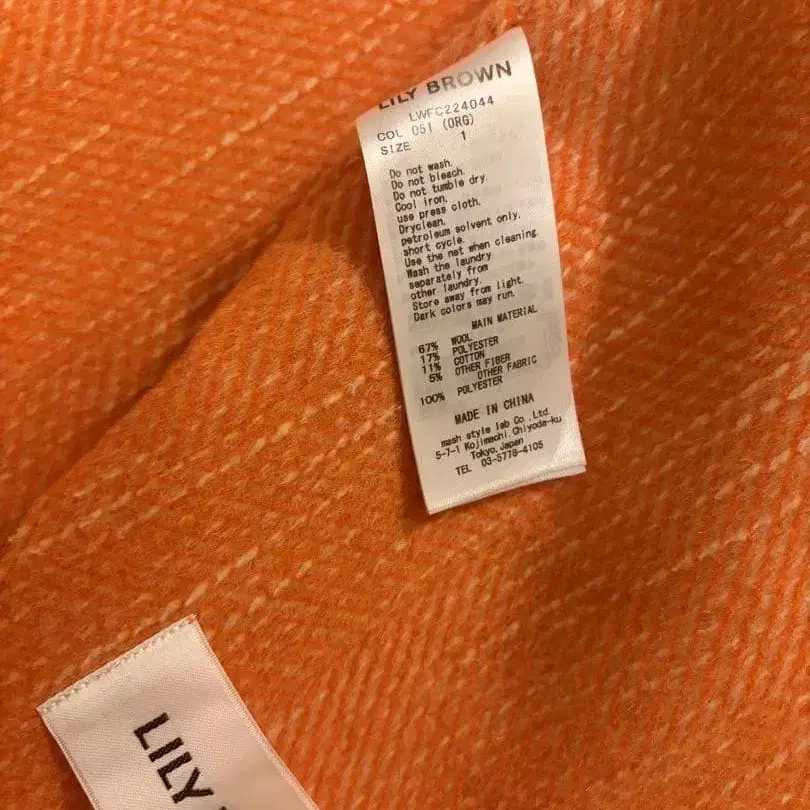 LILY BROWN
LWFC224044
COL 051 (ORG)
SIZE 1
Do not wash.
Do not bleach.
Do not tumble dry.
Cool iron.
use press cloth.
Dryclean.
petroleum solvent only.
short cycle.
Use the net when cleaning.
Wash the laundry
separately from
other laundry.
Store away from light.
Dark colors may run.
MAIN MATERIAL
67% WOOL
17% POLYESTER
11% COTTON
5% OTHER FIBER
OTHER FABRIC
100% POLYESTER
MADE IN CHINA
mash style lab Co.,Ltd.
5-7-1 Kojimachi Chiyoda-ku
Tokyo, Japan
TEL 03-5778-4105
LILY